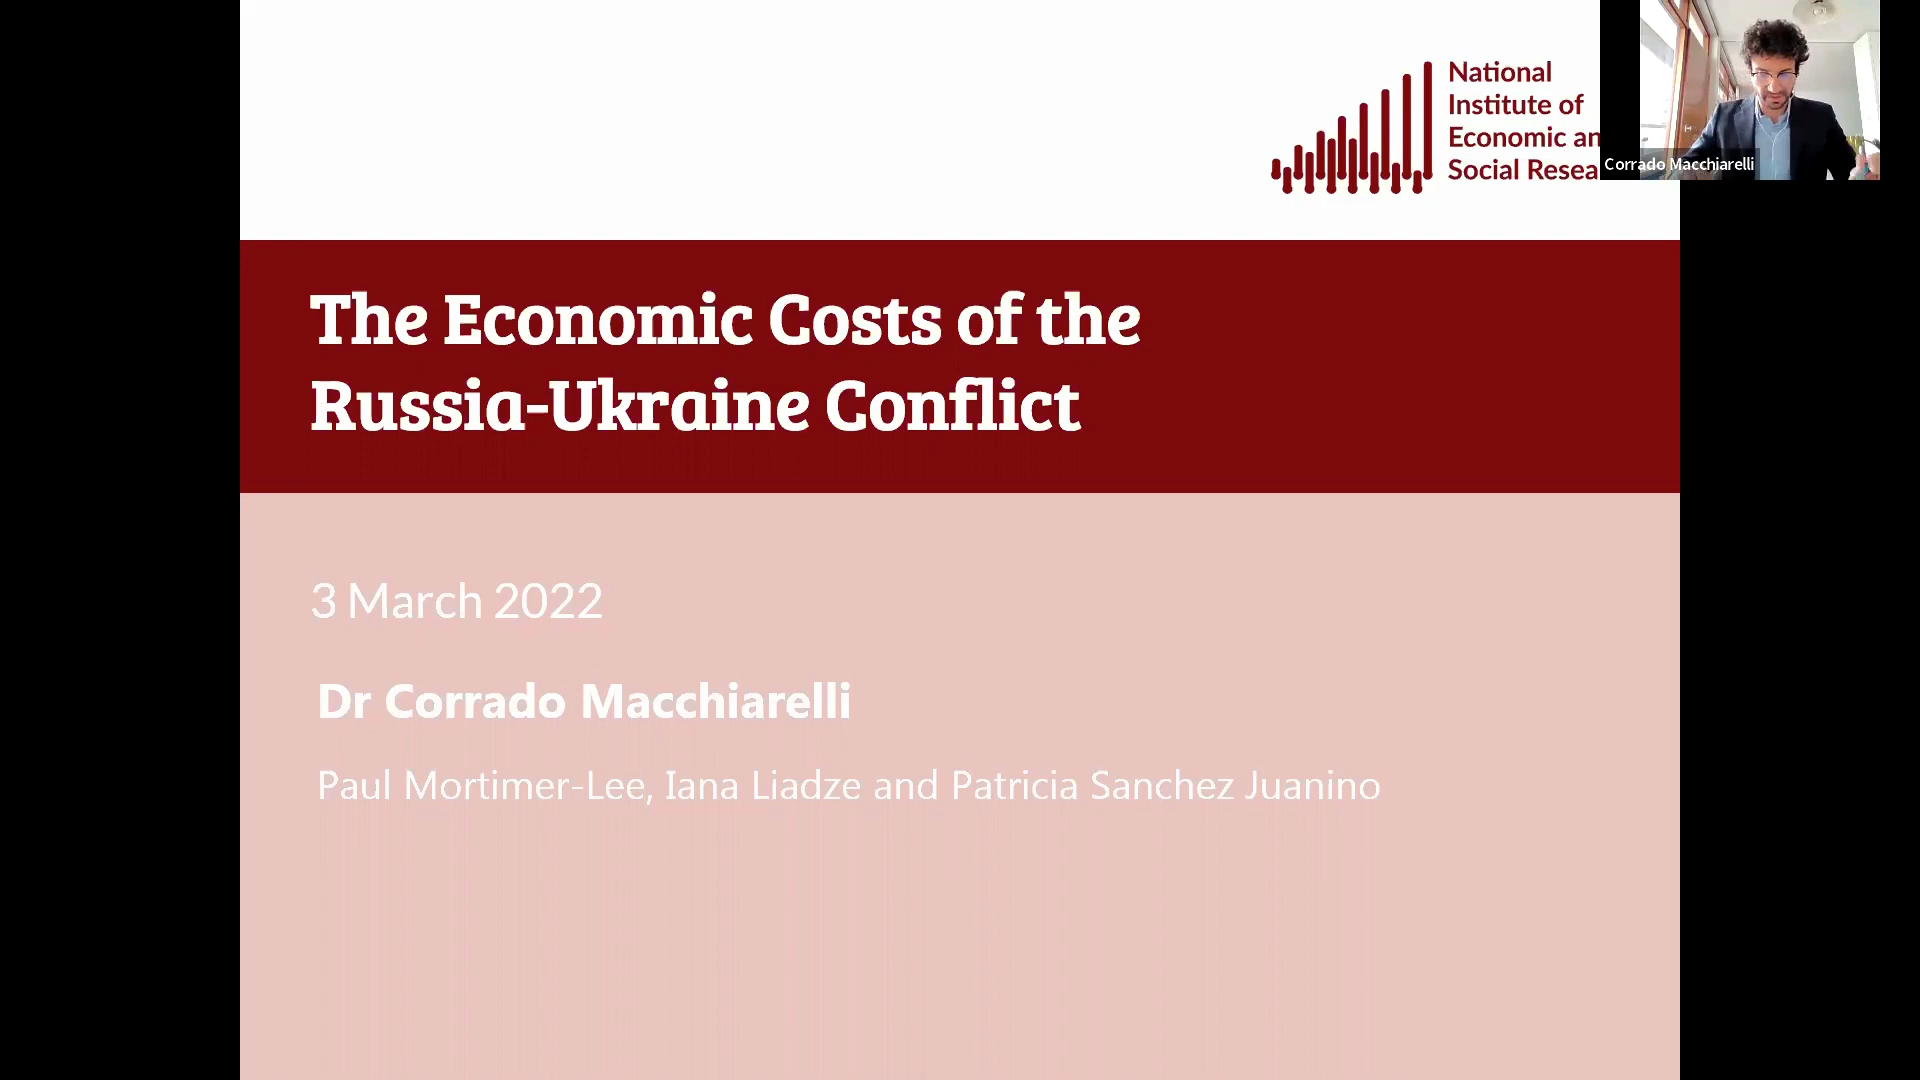 National
Institute of
Economic an
Social Resea
Corrado Macchiarelli
The Economic Costs of the
Russia-Ukraine Conflict
3 March 2022
Dr Corrado Macchiarelli
Paul Mortimer-Lee, Iana Liadze and Patricia Sanchez Juanino